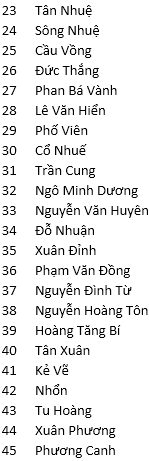 23 Tân Nhuệ
24 Sông Nhuệ
25 Cầu Vồng
26 Đức Thắng
27 Phan Bá Vành
28 Lê Văn Hiển
29 Phố Viên
30 Cổ Nhuế
31 Trần Cung
32 Ngô Minh Dương
33 Nguyễn Văn Huyên
34 Đỗ Nhuận
35 Xuân Đỉnh
36 Phạm Văn Đồng
37 Nguyễn Đình Từ
38 Nguyễn Hoàng Tôn
39 Hoàng Tăng Bí
40 Tân Xuân
41 Kẻ Vẽ
42 Nhổn
43 Tu Hoàng
44 Xuân Phương
45 Phương Canh